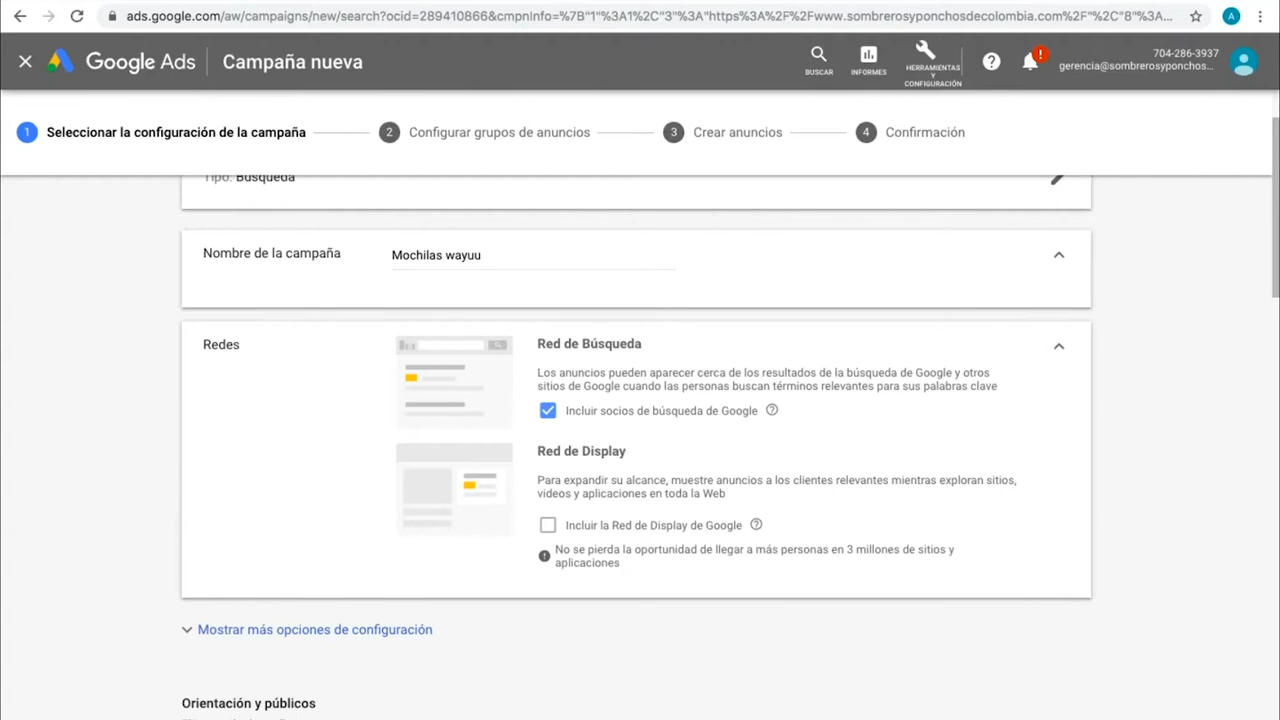 ads.google.com/aw/campaigns/new/search?ocid=289410866&cmpnInfo=%7B"1"%3A1%2C"3"%3A"https%3A%2F%2Fwww.sombrerosyponchosdecolombia.com%2F"%2C"8"%3A...
A
Google Ads
Campaña nueva
BUSCAR
INFORMES
HERRAMIENTAS
Y
CONFIGURACIÓN
?
!
704-286-3937
gerencia@sombrerosyponchos...
1 Seleccionar la configuración de la campaña
2 Configurar grupos de anuncios
3 Crear anuncios
4 Confirmación
Tipo: Búsqueda
Nombre de la campaña
Mochilas wayuu
Redes
Red de Búsqueda
Los anuncios pueden aparecer cerca de los resultados de la búsqueda de Google y otros
sitios de Google cuando las personas buscan términos relevantes para sus palabras clave
Incluir socios de búsqueda de Google
Red de Display
Para expandir su alcance, muestre anuncios a los clientes relevantes mientras exploran sitios,
videos y aplicaciones en toda la Web
Incluir la Red de Display de Google
No se pierda la oportunidad de llegar a más personas en 3 millones de sitios y
aplicaciones
Mostrar más opciones de configuración
Orientación y públicos